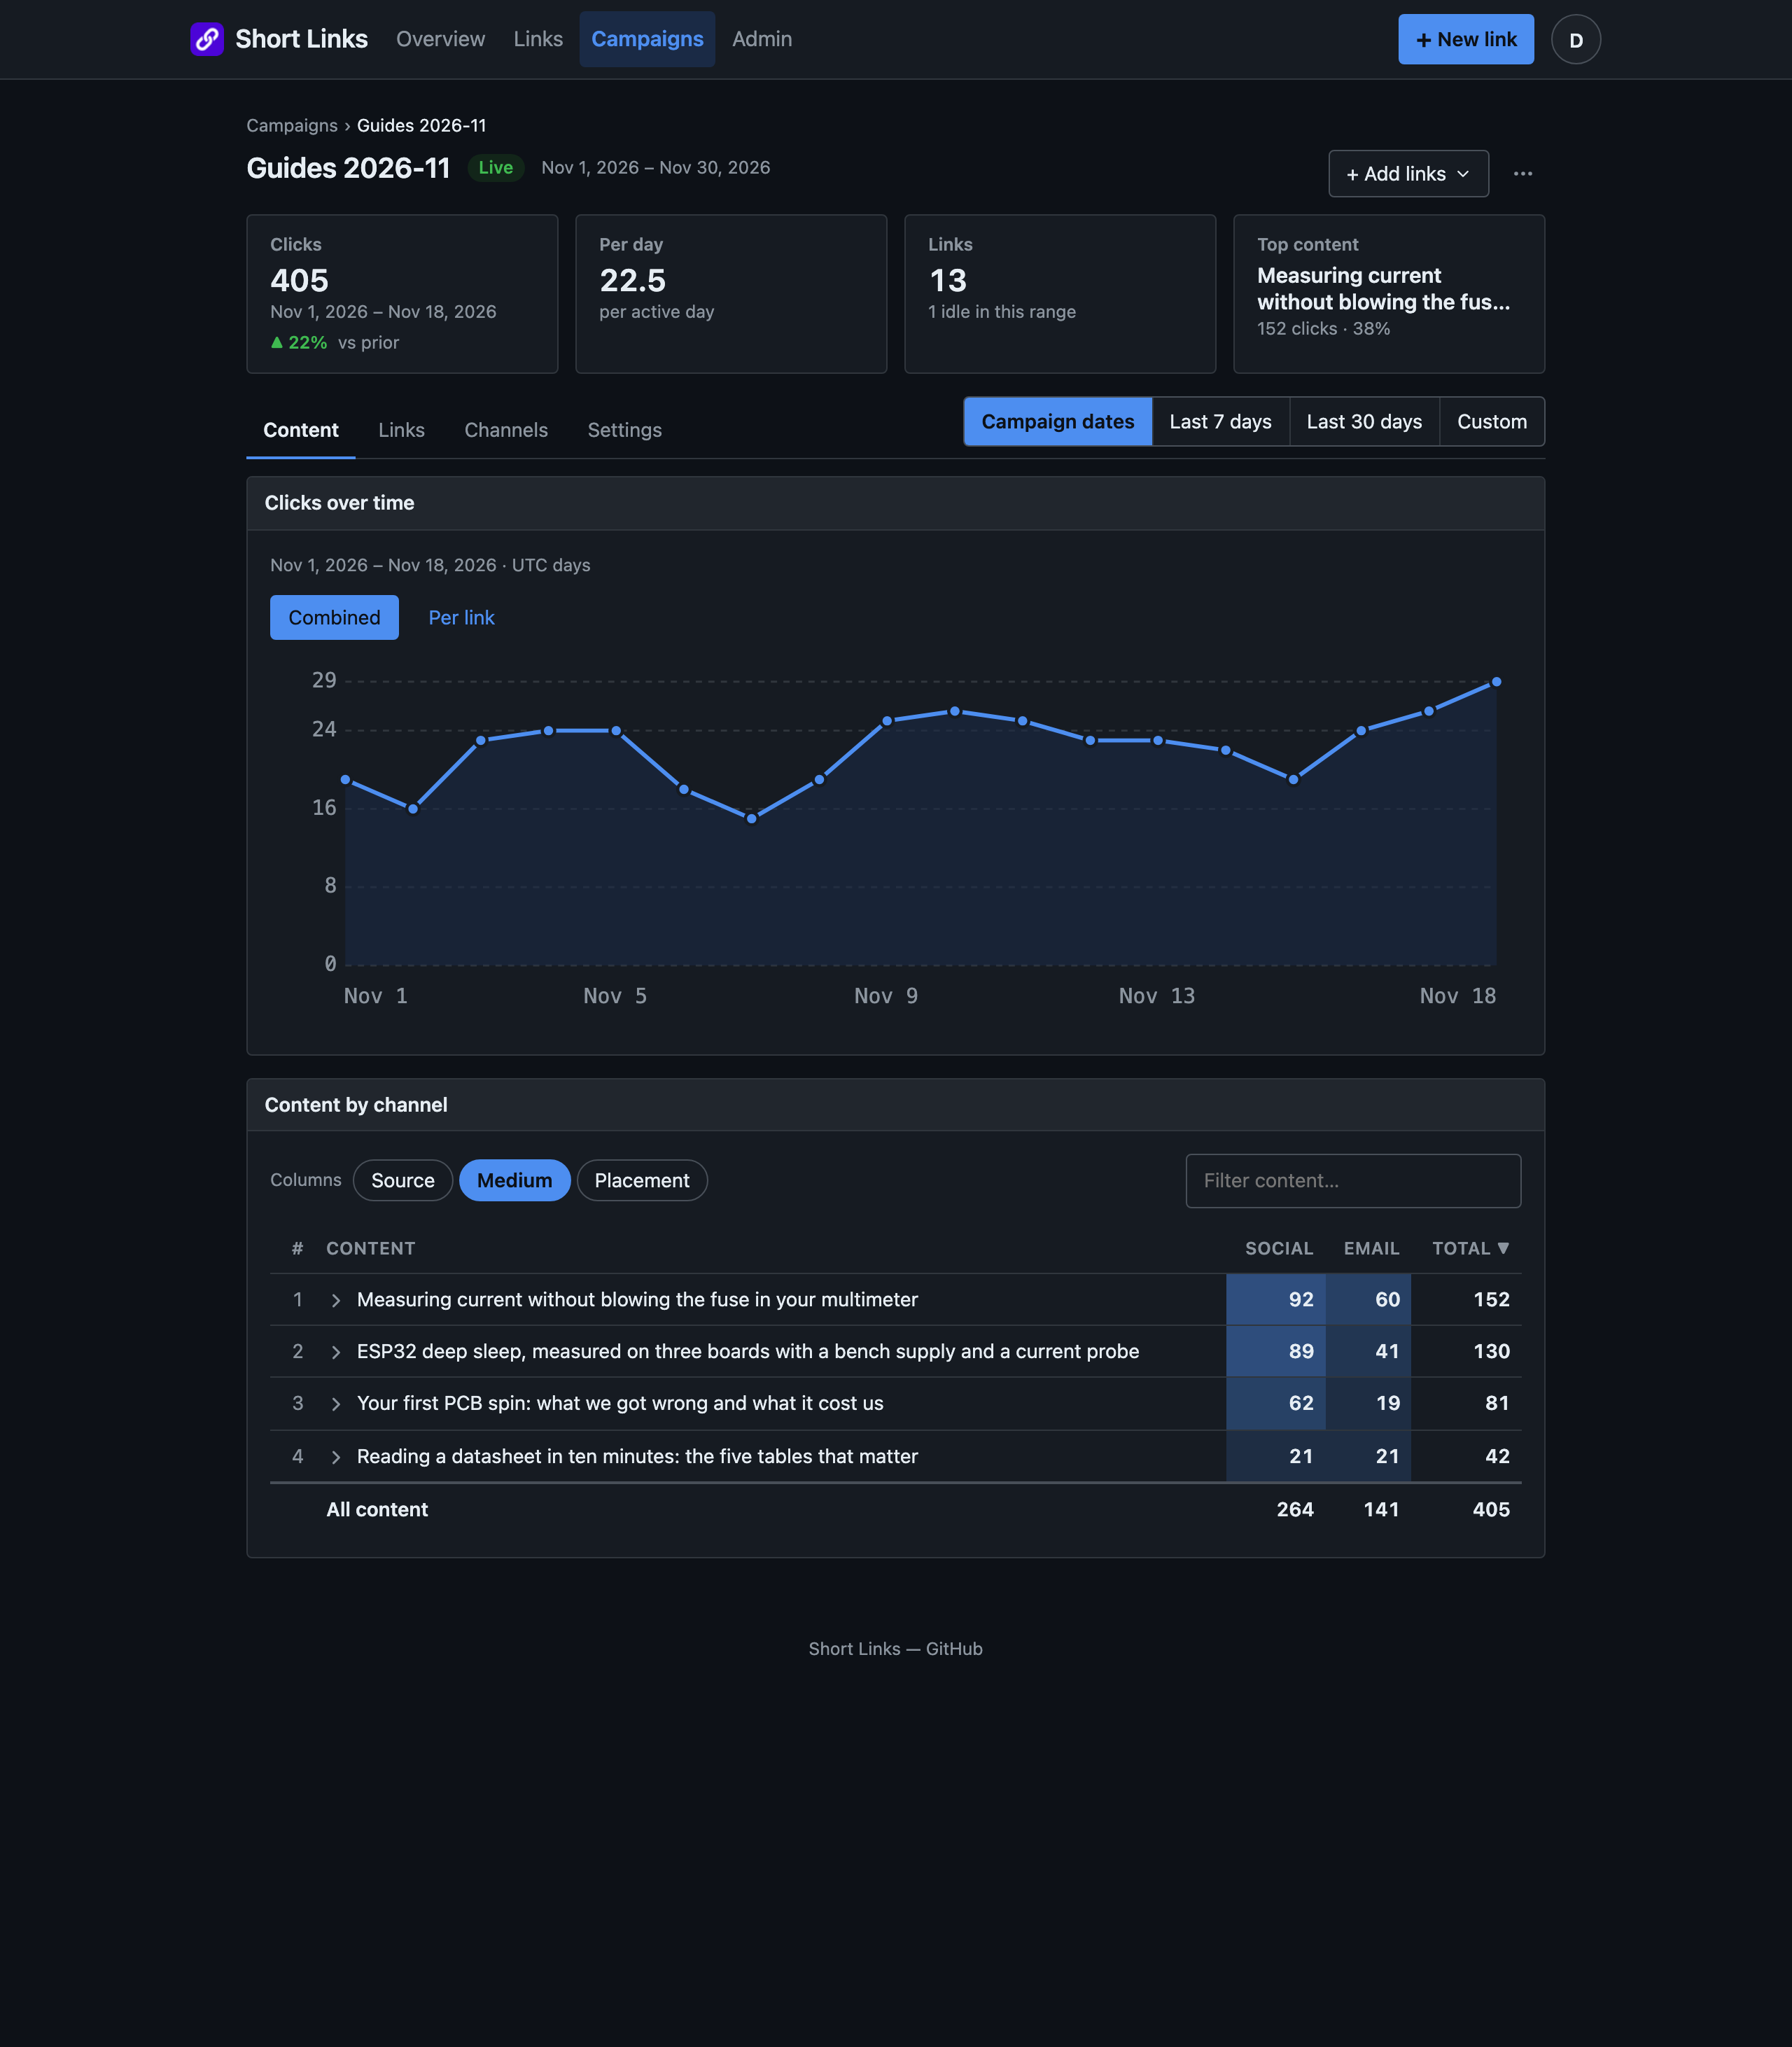 Short Links
Overview
Links
Campaigns
Admin
+ New link
D
Campaigns › Guides 2026-11
Guides 2026-11
Live
Nov 1, 2026 – Nov 30, 2026
+ Add links
Clicks
405
Nov 1, 2026 – Nov 18, 2026
▲ 22% vs prior
Per day
22.5
per active day
Links
13
1 idle in this range
Top content
Measuring current
without blowing the fus...
152 clicks · 38%
Content
Links
Channels
Settings
Campaign dates
Last 7 days
Last 30 days
Custom
Clicks over time
Nov 1, 2026 – Nov 18, 2026 · UTC days
Combined
Per link
29
24
16
8
0
Nov 1
Nov 5
Nov 9
Nov 13
Nov 18
Content by channel
Columns
Source
Medium
Placement
Filter content...
# CONTENT SOCIAL EMAIL TOTAL ▼
1 Measuring current without blowing the fuse in your multimeter 92 60 152
2 ESP32 deep sleep, measured on three boards with a bench supply and a current probe 89 41 130
3 Your first PCB spin: what we got wrong and what it cost us 62 19 81
4 Reading a datasheet in ten minutes: the five tables that matter 21 21 42
All content 264 141 405
Short Links — GitHub